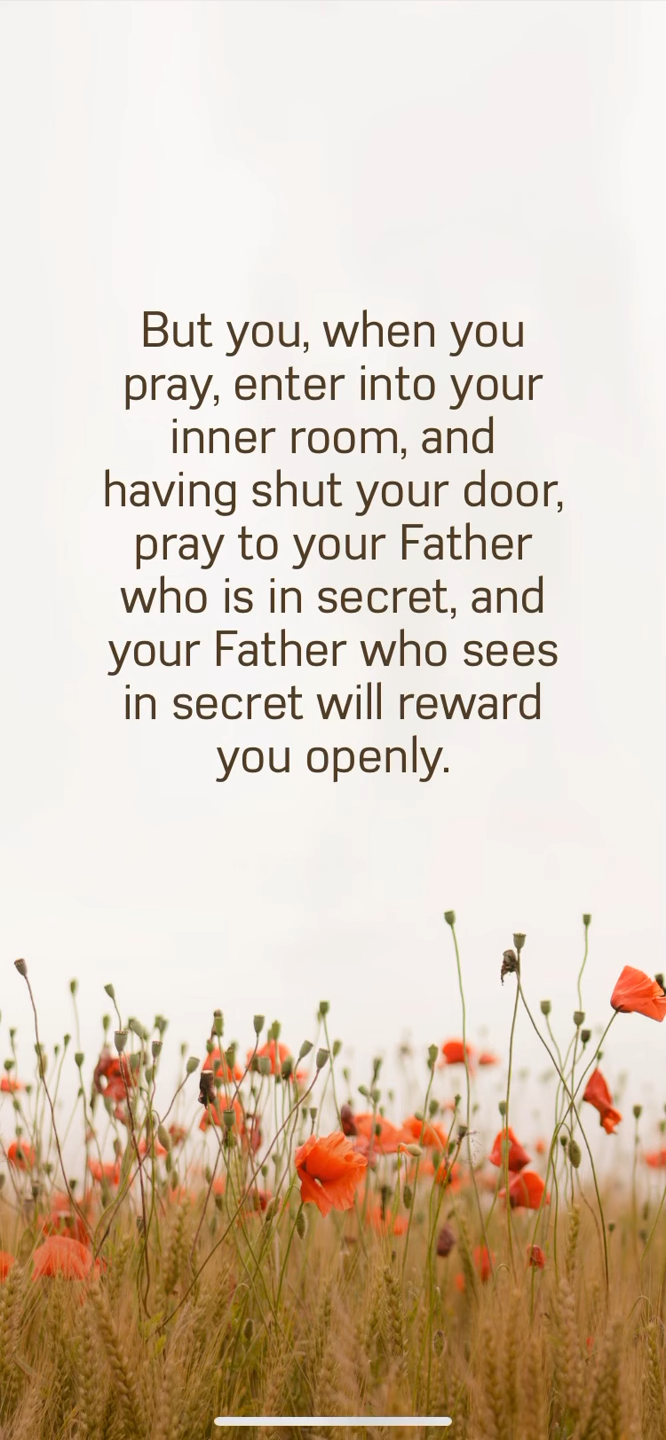 But you, when you
pray, enter into your
inner room, and
having shut your door,
pray to your Father
who is in secret, and
your Father who sees
in secret will reward
you openly.